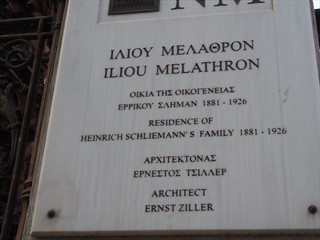 NM
ΙΛΙΟΥ ΜΕΛΑΘΡΟΝ
ILIOU MELATHRON
ΟΙΚΙΑ ΤΗΣ ΟΙΚΟΓΕΝΕΙΑΣ
ΕΡΡΙΚΟΥ ΣΛΗΜΑΝ 1881 - 1926
RESIDENCE OF
HEINRICH SCHLIEMANN'S FAMILY 1881 - 1926
ΑΡΧΙΤΕΚΤΟΝΑΣ
ΕΡΝΕΣΤΟΣ ΤΣΙΛΛΕΡ
ARCHITECT
ERNST ZILLER